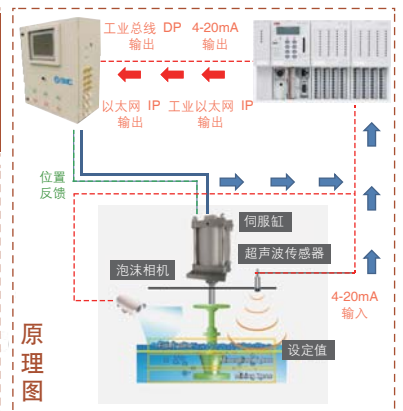 工业总线 DP 4-20mA
输出 输出
以太网 IP 工业以太网 IP
输出 输出
SMC
位置
反馈
伺服缸
超声波传感器
泡沫相机
4-20mA
输入
设定值
原理图